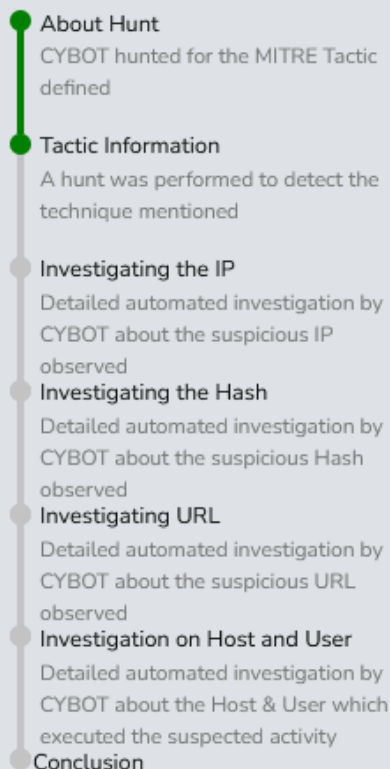 About Hunt
CYBOT hunted for the MITRE Tactic
defined
Tactic Information
A hunt was performed to detect the
technique mentioned
Investigating the IP
Detailed automated investigation by
CYBOT about the suspicious IP
observed
Investigating the Hash
Detailed automated investigation by
CYBOT about the suspicious Hash
observed
Investigating URL
Detailed automated investigation by
CYBOT about the suspicious URL
observed
Investigation on Host and User
Detailed automated investigation by
CYBOT about the Host & User which
executed the suspected activity
Conclusion